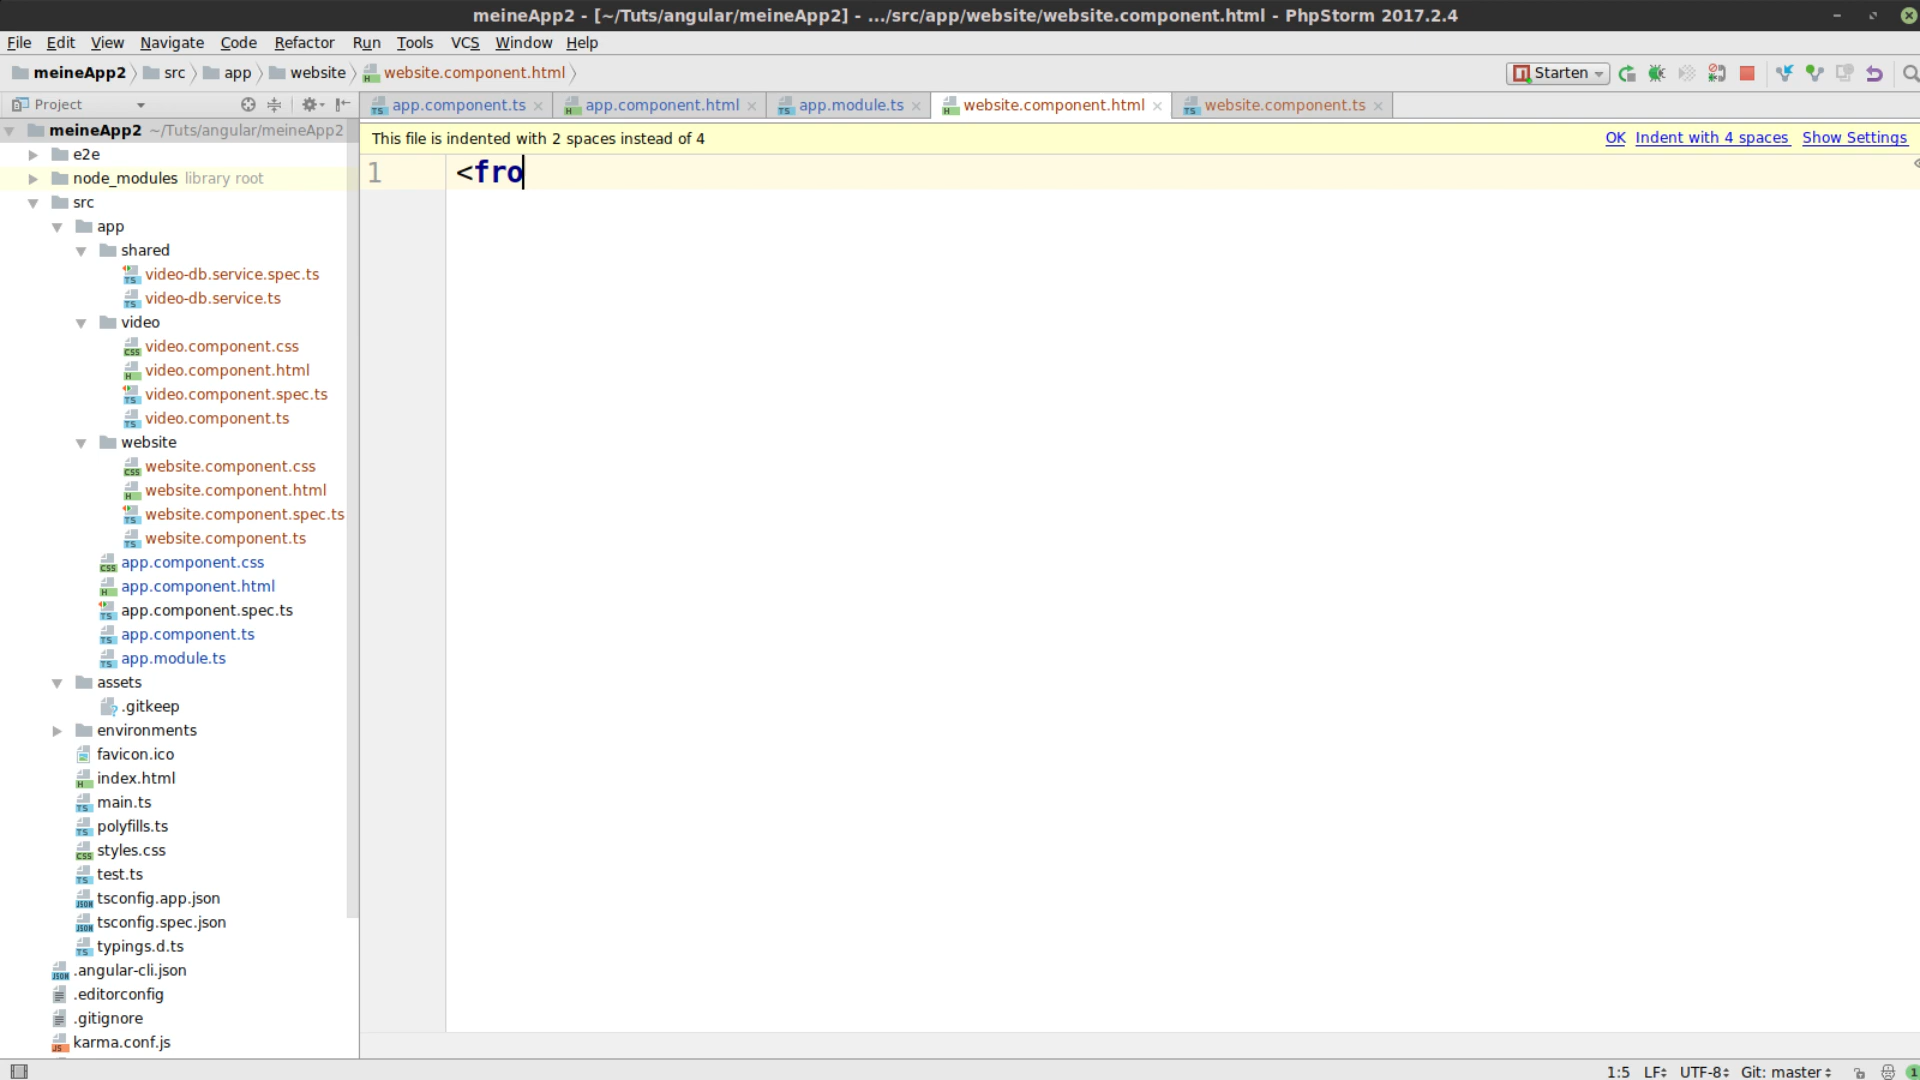 meineApp2 - [~/Tuts/angular/meineApp2] - .../src/app/website/website.component.html - PhpStorm 2017.2.4
File Edit View Navigate Code Refactor Run Tools VCS Window Help
meineApp2 src app website website.component.html Starten
Project app.component.ts app.component.html app.module.ts website.component.html website.component.ts
meineApp2 ~/Tuts/angular/meineApp2
This file is indented with 2 spaces instead of 4 OK Indent with 4 spaces Show Settings
1 <fro
e2e
node_modules library root
src
app
shared
video-db.service.spec.ts
video-db.service.ts
video
video.component.css
video.component.html
video.component.spec.ts
video.component.ts
website
website.component.css
website.component.html
website.component.spec.ts
website.component.ts
app.component.css
app.component.html
app.component.spec.ts
app.component.ts
app.module.ts
assets
.gitkeep
environments
favicon.ico
index.html
main.ts
polyfills.ts
styles.css
test.ts
tsconfig.app.json
tsconfig.spec.json
typings.d.ts
.angular-cli.json
.editorconfig
.gitignore
karma.conf.js
1:5 LF UTF-8 Git: master 1